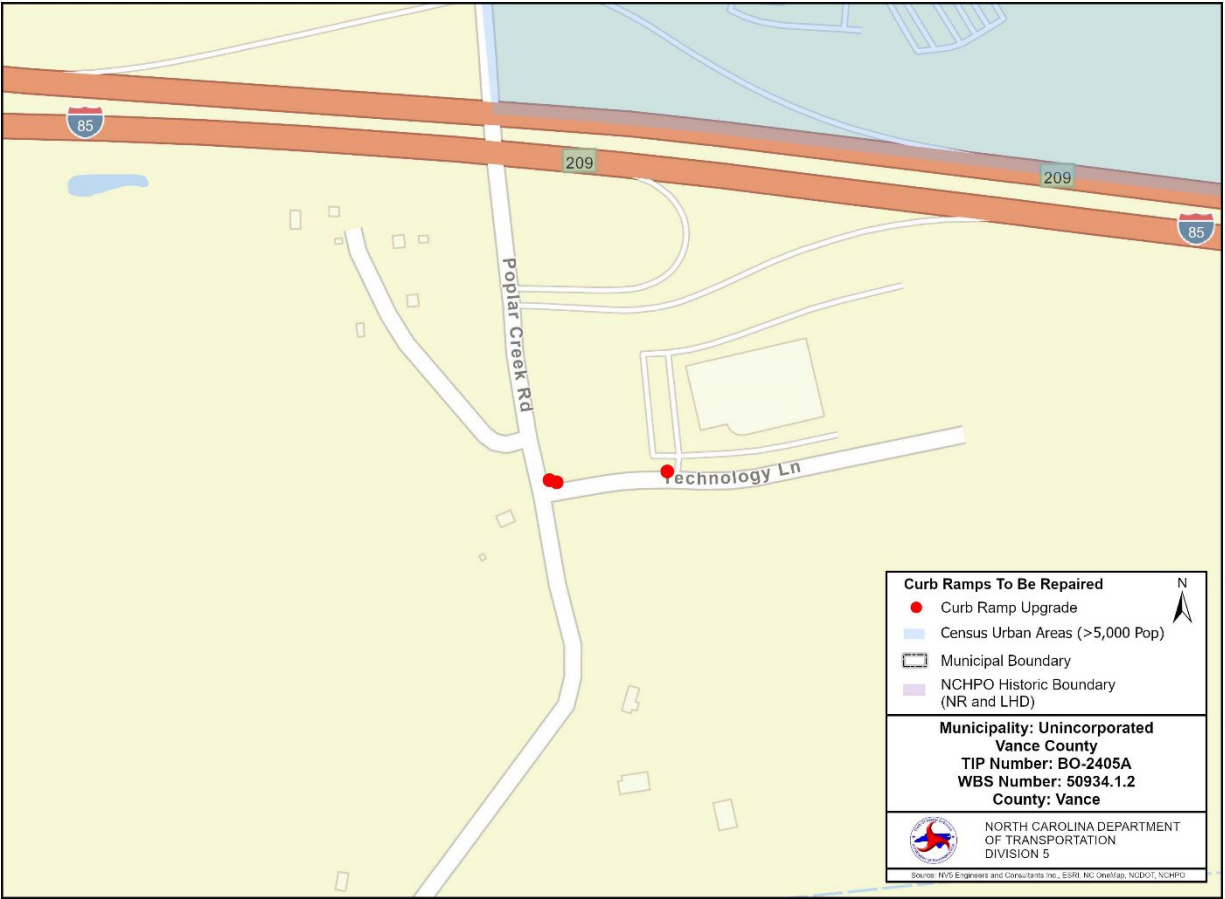 85
209
209
85
Poplar Creek Rd
Technology Ln
Curb Ramps To Be Repaired
N
Curb Ramp Upgrade
Census Urban Areas (>5,000 Pop)
Municipal Boundary
NCHPO Historic Boundary
(NR and LHD)
Municipality: Unincorporated
Vance County
TIP Number: BO-2405A
WBS Number: 50934.1.2
County: Vance
NORTH CAROLINA DEPARTMENT
OF TRANSPORTATION
DIVISION 5
Source: NV5 Engineers and Consultants Inc., ESRI, NC OneMap, NCDOT, NCHPO